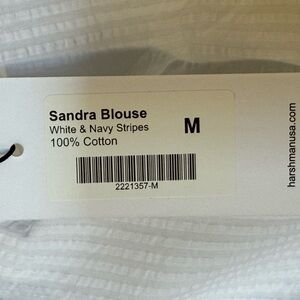 Sandra Blouse
White & Navy Stripes
100% Cotton
M
2221357-M
harshmanusa.com